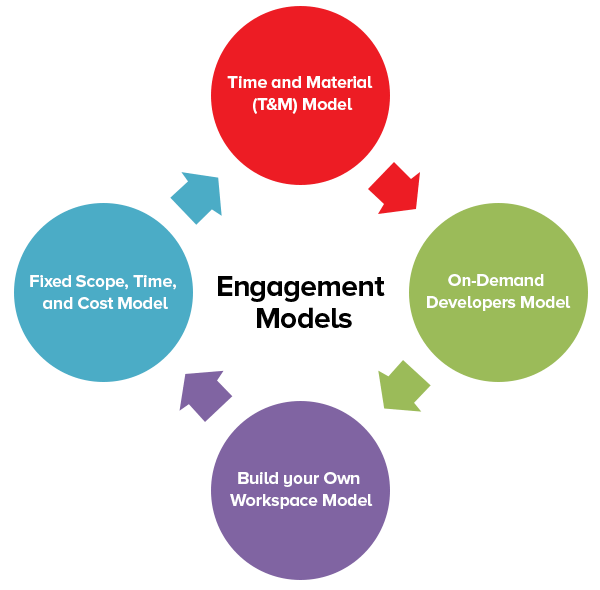 Time and Material
(T&M) Model
On-Demand
Developers Model
Fixed Scope, Time,
and Cost Model
Engagement
Models
Build your Own
Workspace Model